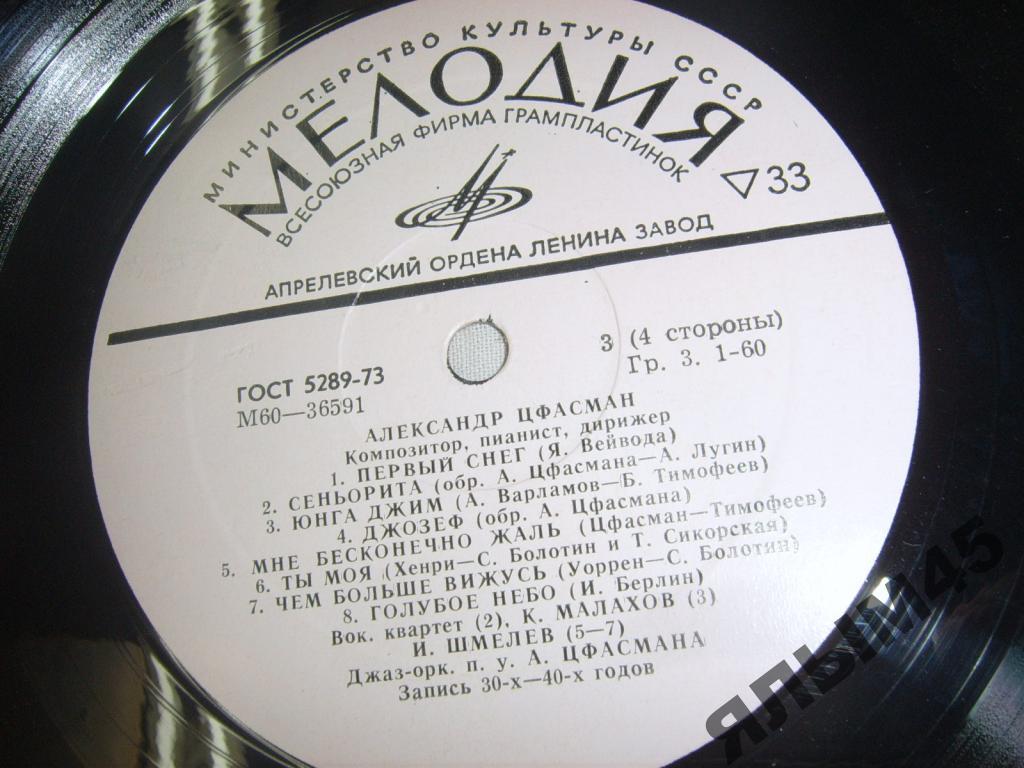 МИНИСТЕРСТВО КУЛЬТУРЫ СССР
МЕЛОДИЯ
ВСЕСОЮЗНАЯ ФИРМА ГРАМПЛАСТИНОК
33
АПРЕЛЕВСКИЙ ОРДЕНА ЛЕНИНА ЗАВОД
3 (4 стороны)
ГОСТ 5289-73
Гр. 3. 1-60
М60—36591
АЛЕКСАНДР ЦФАСМАН
Композитор, пианист, дирижер
1. ПЕРВЫЙ СНЕГ (Я. Вейвода)
2. СЕНЬОРИТА (обр. А. Цфасмана—А. Лугин)
3. ЮНГА ДЖИМ (А. Варламов—Б. Тимофеев)
4. ДЖОЗЕФ (обр. А. Цфасмана)
5. МНЕ БЕСКОНЕЧНО ЖАЛЬ (Цфасман—Тимофеев)
6. ТЫ МОЯ (Хенри—С. Болотин и Т. Сикорская)
7. ЧЕМ БОЛЬШЕ ВИЖУСЬ (Уоррен—С. Болотин)
8. ГОЛУБОЕ НЕБО (И. Берлин)
Вок. квартет (2), К. МАЛАХОВ (3)
И. ШМЕЛЕВ (5—7)
Джаз-орк. п. у. А. ЦФАСМАНА
Запись 30-х—40-х годов
ЯЛЫМ45